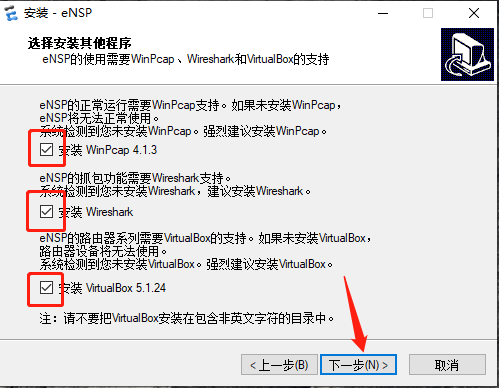 安装 - eNSP
选择安装其他程序
eNSP的使用需要WinPcap、Wireshark和VirtualBox的支持
eNSP的正常运行需要WinPcap支持。如果未安装WinPcap，
eNSP将无法正常使用。
系统检测到您未安装WinPcap。强烈建议安装WinPcap。
安装 WinPcap 4.1.3
eNSP的抓包功能需要Wireshark支持。
系统检测到您未安装Wireshark，建议安装Wireshark。
安装 Wireshark
eNSP的路由器系列需要VirtualBox的支持。如果未安装VirtualBox，
路由器设备将无法使用。
系统检测到您未安装VirtualBox。强烈建议安装VirtualBox。
安装 VirtualBox 5.1.24
注：请不要把VirtualBox安装在包含非英文字符的目录中。
< 上一步(B)
下一步(N) >
取消